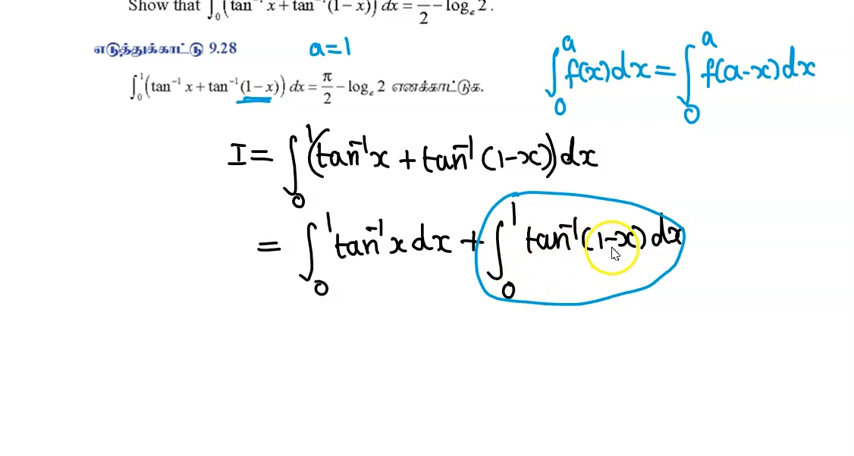 Show that ∫₀ (tan⁻¹ x + tan⁻¹ (1 − x)) dx = —/2 − logₑ 2 .
எடுத்துக்காட்டு 9.28
a=1
∫₀¹ (tan⁻¹ x + tan⁻¹ (1 − x)) dx = π/2 − logₑ 2 எனக்காட்டுக.
∫₀ᵃ f(x)dx = ∫₀ᵃ f(a-x)dx
I = ∫₀¹ (tan⁻¹x + tan⁻¹ (1-x)) dx
= ∫₀¹ tan⁻¹x dx + ∫₀¹ tan⁻¹(1-x) dx